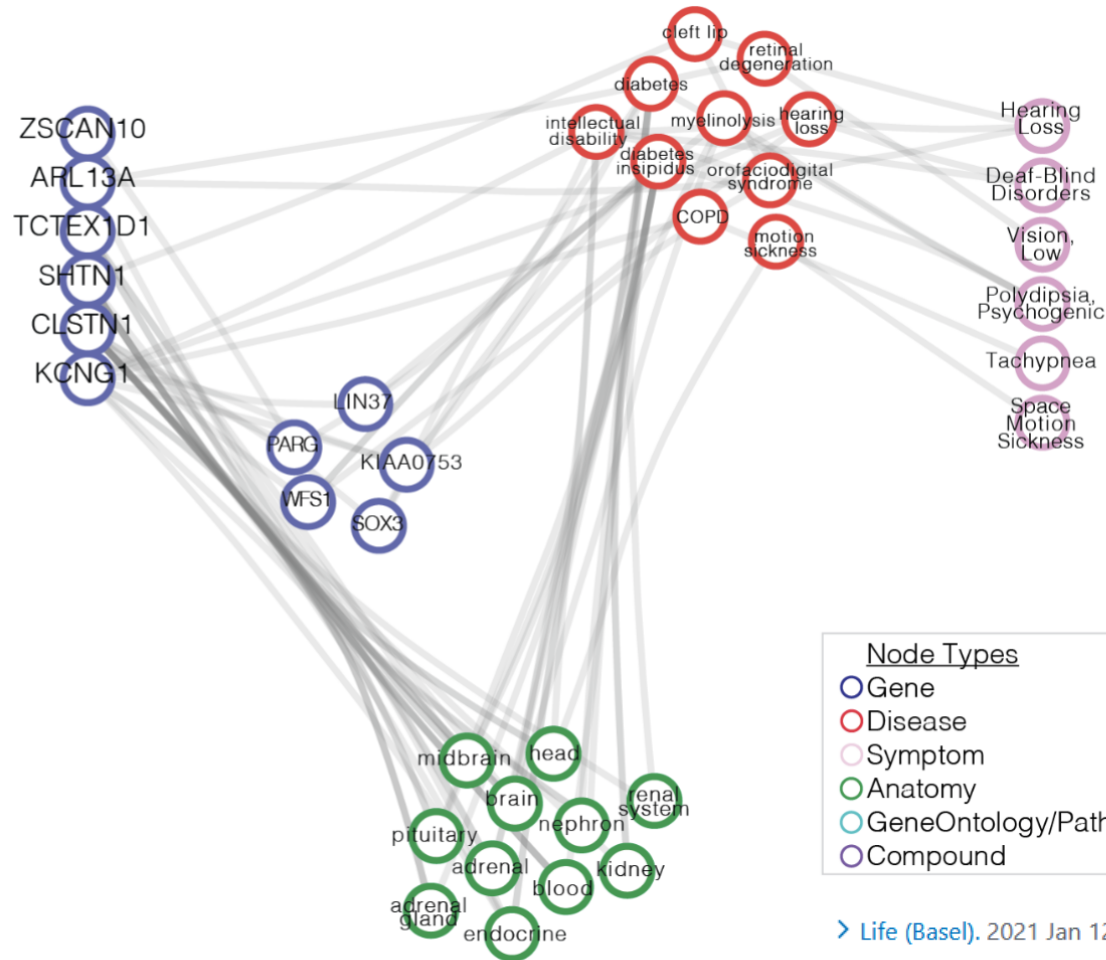 cleft lip
retinal
degeneration
diabetes
intellectual
disability
myelinolysis
hearing
loss
diabetes
insipidus
orofaciodigital
syndrome
COPD
motion
sickness
ZSCAN10
ARL13A
TCTEX1D1
SHTN1
CLSTN1
KCNG1
Hearing
Loss
Deaf-Blind
Disorders
Vision,
Low
Polydipsia,
Psychogenic
Tachypnea
Space
Motion
Sickness
LIN37
PARG
KIAA0753
WFS1
SOX3
midbrain
head
brain
renal
system
pituitary
nephron
adrenal
kidney
blood
adrenal
gland
endocrine
Node Types
Gene
Disease
Symptom
Anatomy
GeneOntology/Path
Compound
> Life (Basel). 2021 Jan 12